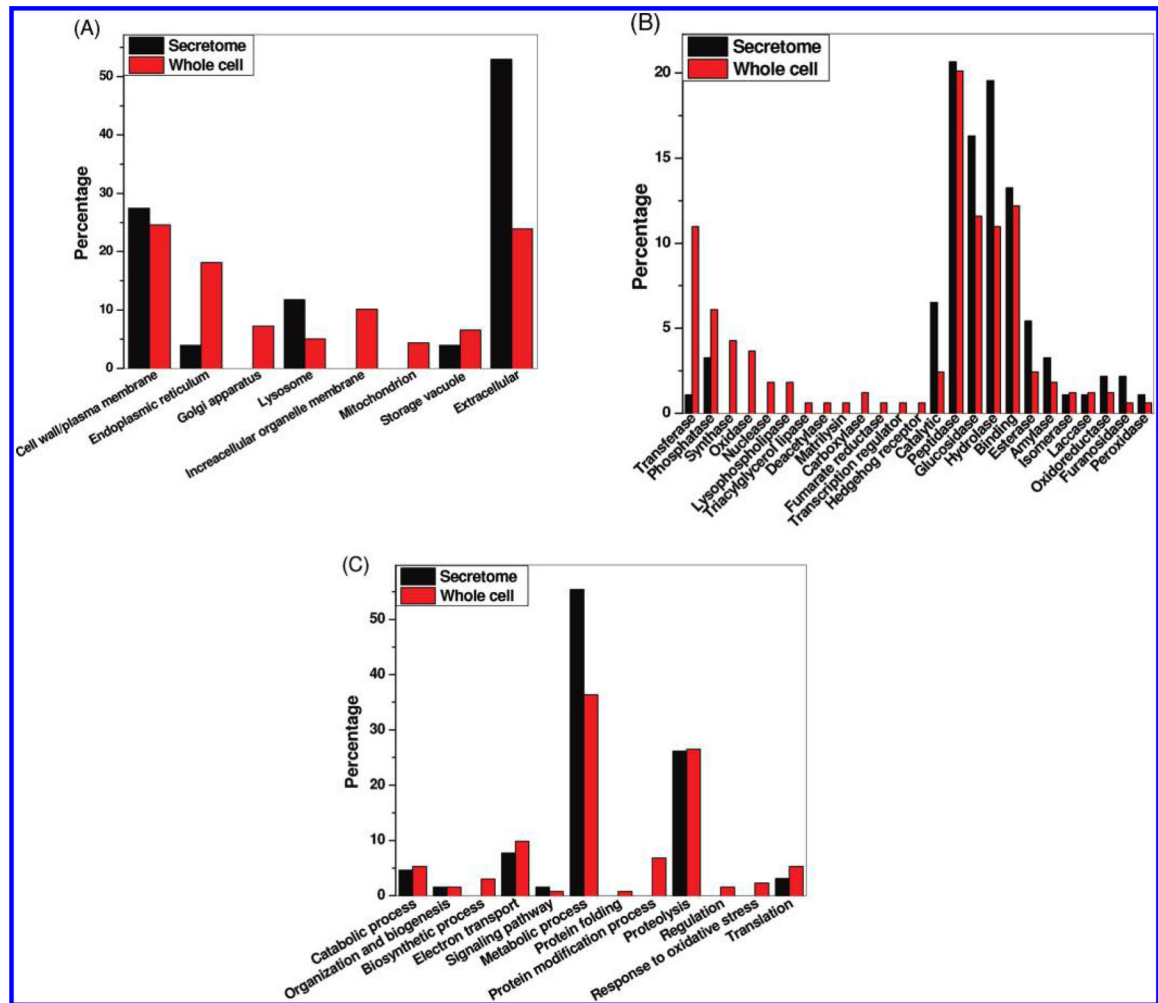 (A)
Secretome
Whole cell
Percentage
50
40
30
20
10
0
Cell wall/plasma membrane
Endoplasmic reticulum
Golgi apparatus
Lysosome
Increacellular organelle membrane
Mitochondrion
Storage vacuole
Extracellular
(B)
Secretome
Whole cell
Percentage
20
15
10
5
0
Transferase
Phosphatase
Synthase
Oxidase
Nuclease
Lysophospholipase
Triacylglycerol lipase
Deacetylase
Matrilysin
Carboxylase
Fumarate reductase
Transcription regulator
Hedgehog receptor
Catalytic
Peptidase
Glucosidase
Hydrolase
Binding
Esterase
Amylase
Isomerase
Laccase
Oxidoreductase
Furanosidase
Peroxidase
(C)
Secretome
Whole cell
Percentage
50
40
30
20
10
0
Catabolic process
Organization and biogenesis
Biosynthetic process
Electron transport
Signaling pathway
Metabolic process
Protein folding
Protein modification process
Proteolysis
Regulation
Response to oxidative stress
Translation